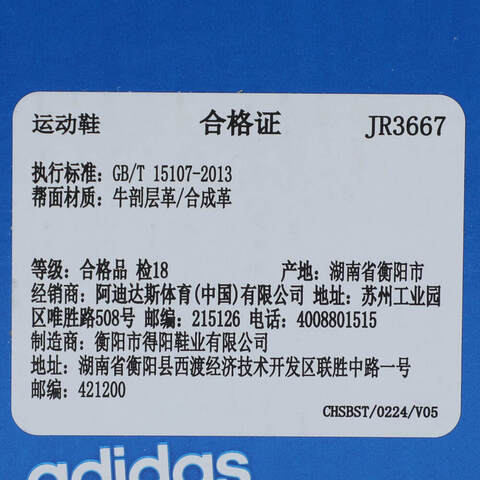 运动鞋 合格证 JR3667
执行标准: GB/T 15107-2013
帮面材质: 牛剖层革/合成革
等级: 合格品 检18 产地: 湖南省衡阳市
经销商: 阿迪达斯体育(中国)有限公司 地址: 苏州工业园
区唯胜路508号 邮编: 215126 电话: 4008801515
制造商: 衡阳市得阳鞋业有限公司
地址: 湖南省衡阳县西渡经济技术开发区联胜中路一号
邮编: 421200
CHSBST/0224/V05
adidas